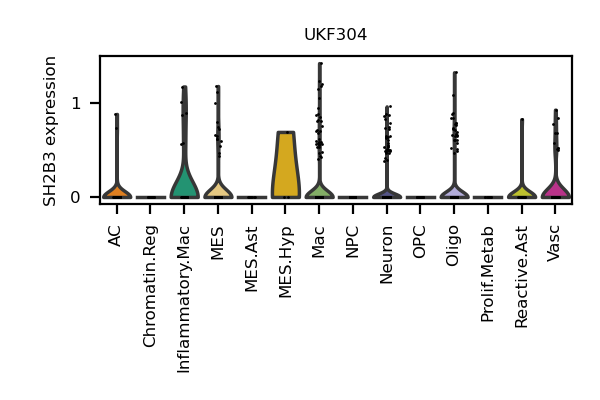 UKF304
SH2B3 expression
1
0
AC
Chromatin.Reg
Inflammatory.Mac
MES
MES.Ast
MES.Hyp
Mac
NPC
Neuron
OPC
Oligo
Prolif.Metab
Reactive.Ast
Vasc